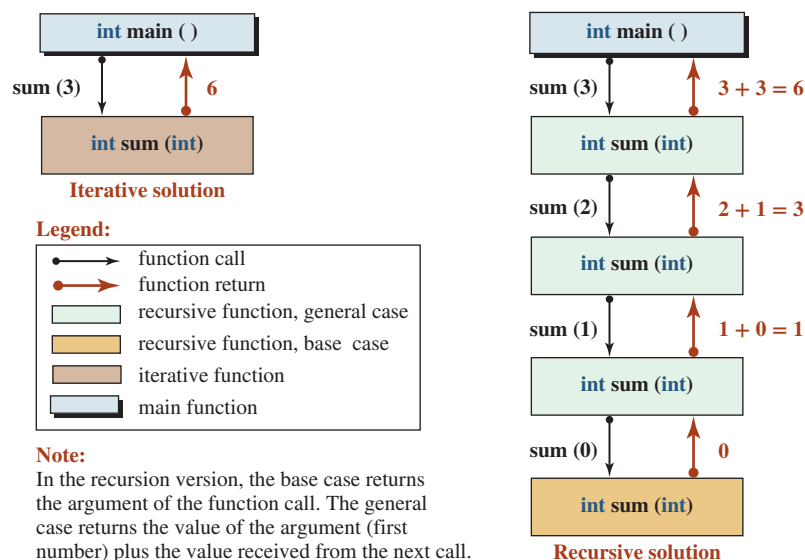 int main ( )
sum (3)
6
int sum (int)
Iterative solution
Legend:
function call
function return
recursive function, general case
recursive function, base case
iterative function
main function
Note:
In the recursion version, the base case returns
the argument of the function call. The general
case returns the value of the argument (first
number) plus the value received from the next call.
int main ( )
sum (3)
3 + 3 = 6
int sum (int)
sum (2)
2 + 1 = 3
int sum (int)
sum (1)
1 + 0 = 1
int sum (int)
sum (0)
0
int sum (int)
Recursive solution